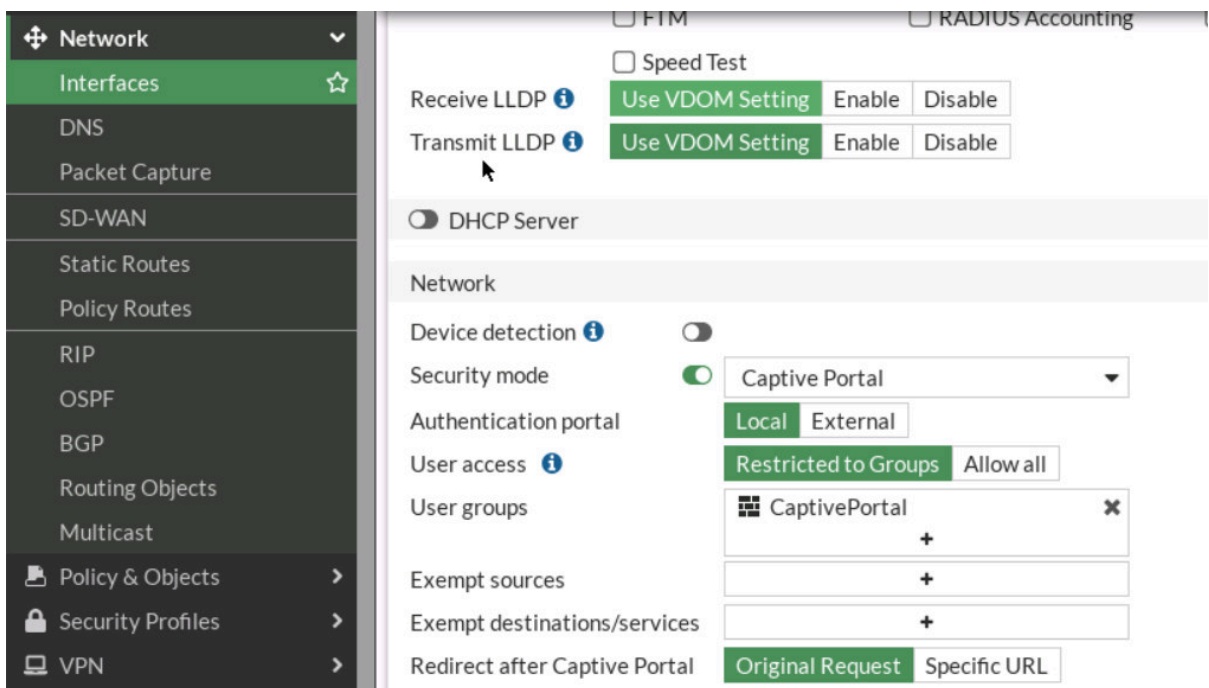 Network
Interfaces
DNS
Packet Capture
SD-WAN
Static Routes
Policy Routes
RIP
OSPF
BGP
Routing Objects
Multicast
Policy & Objects
Security Profiles
VPN
FTM RADIUS Accounting
Speed Test
Receive LLDP Use VDOM Setting Enable Disable
Transmit LLDP Use VDOM Setting Enable Disable
DHCP Server
Network
Device detection
Security mode Captive Portal
Authentication portal Local External
User access Restricted to Groups Allow all
User groups CaptivePortal
+
Exempt sources +
Exempt destinations/services +
Redirect after Captive Portal Original Request Specific URL